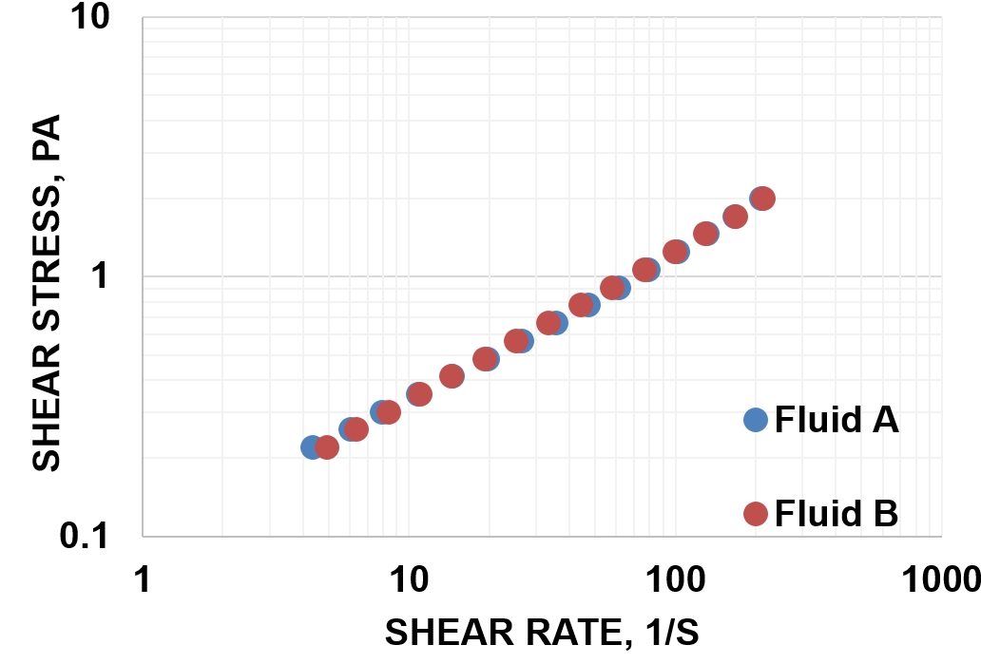 10
1
0.1
SHEAR STRESS, PA
1
10
100
1000
SHEAR RATE, 1/S
Fluid A
Fluid B